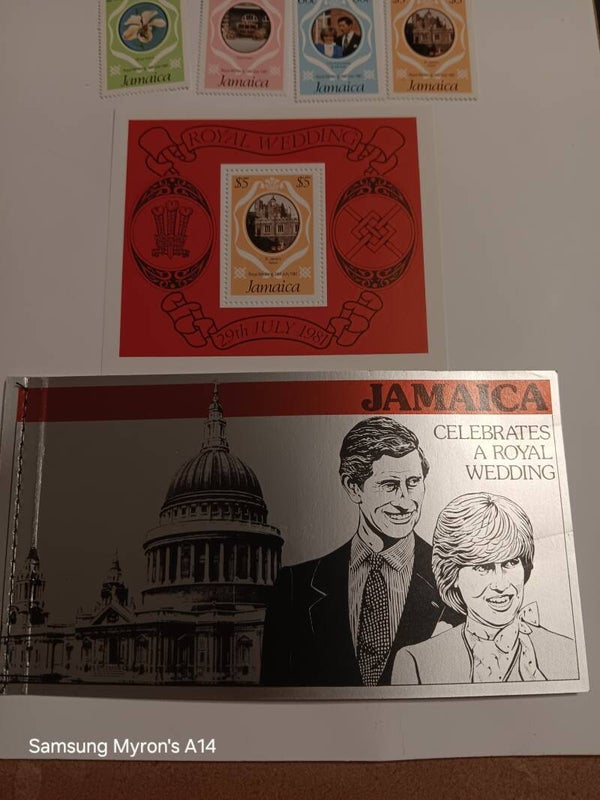 Jamaica
Jamaica
Jamaica
Jamaica
ROYAL WEDDING
$5 $5
Jamaica
29th JULY 1981
JAMAICA
CELEBRATES
A ROYAL
WEDDING
Samsung Myron's A14